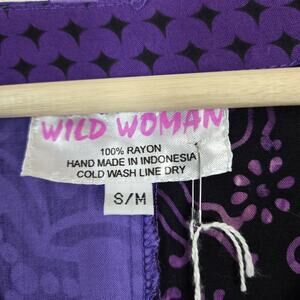 WILD WOMAN
100% RAYON
HAND MADE IN INDONESIA
COLD WASH LINE DRY
S/M